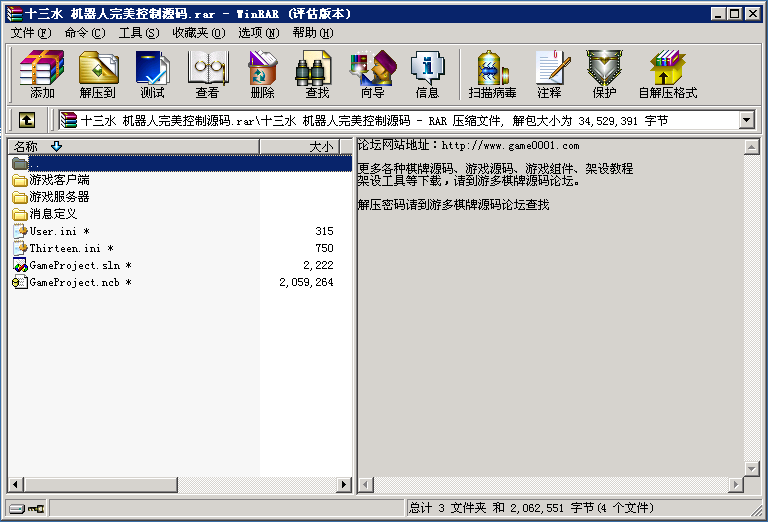 十三水 机器人完美控制源码.rar - WinRAR (评估版本)
文件(F) 命令(C) 工具(S) 收藏夹(O) 选项(N) 帮助(H)
添加 解压到 测试 查看 删除 查找 向导 信息 扫描病毒 注释 保护 自解压格式
十三水 机器人完美控制源码.rar\十三水 机器人完美控制源码 - RAR 压缩文件, 解包大小为 34,529,391 字节
名称 大小
..
游戏客户端
游戏服务器
消息定义
User.ini * 315
Thirteen.ini * 750
GameProject.sln * 2,222
GameProject.ncb * 2,059,264
论坛网站地址：http://www.game0001.com
更多各种棋牌源码、游戏源码、游戏组件、架设教程
架设工具等下载，请到游多棋牌源码论坛。
解压密码请到游多棋牌源码论坛查找
总计 3 文件夹 和 2,062,551 字节(4 个文件)